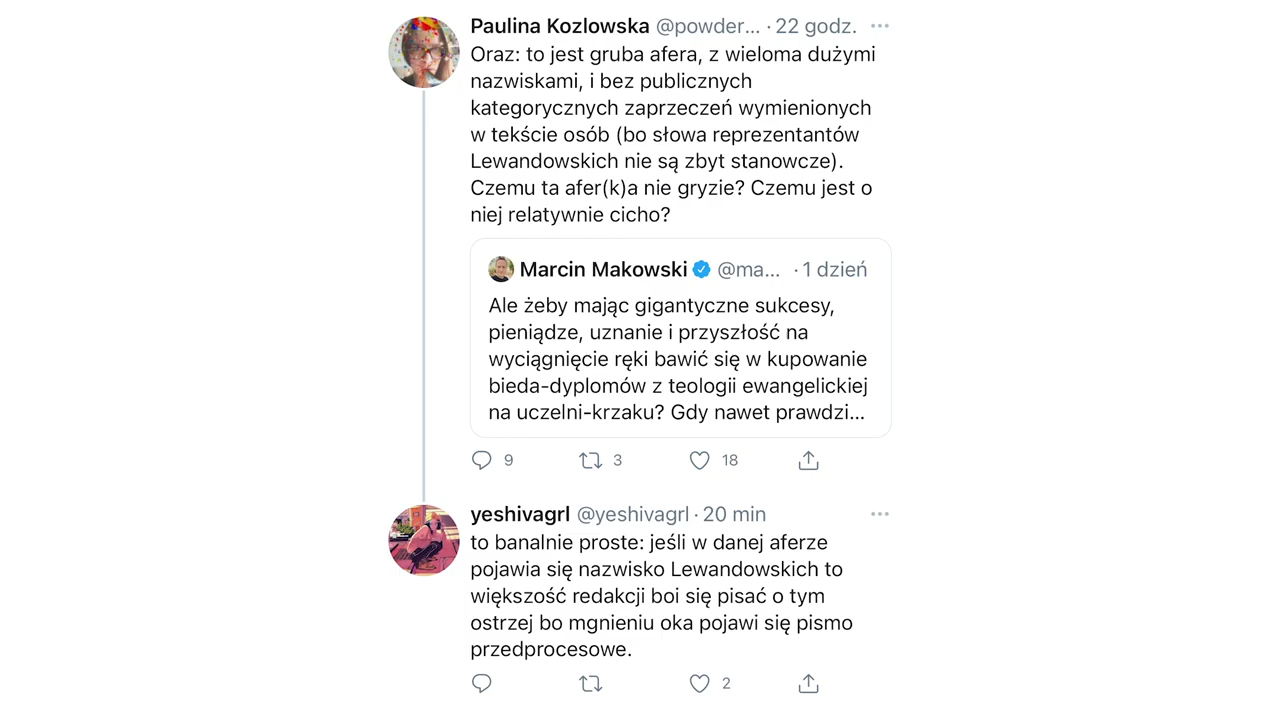 Paulina Kozlowska @powder... · 22 godz.
Oraz: to jest gruba afera, z wieloma dużymi
nazwiskami, i bez publicznych
kategorycznych zaprzeczeń wymienionych
w tekście osób (bo słowa reprezentantów
Lewandowskich nie są zbyt stanowcze).
Czemu ta afer(k)a nie gryzie? Czemu jest o
niej relatywnie cicho?
Marcin Makowski @ma... · 1 dzień
Ale żeby mając gigantyczne sukcesy,
pieniądze, uznanie i przyszłość na
wyciągnięcie ręki bawić się w kupowanie
bieda-dyplomów z teologii ewangelickiej
na uczelni-krzaku? Gdy nawet prawdzi...
9 3 18
yeshivagrl @yeshivagrl · 20 min
to banalnie proste: jeśli w danej aferze
pojawia się nazwisko Lewandowskich to
większość redakcji boi się pisać o tym
ostrzej bo mgnieniu oka pojawi się pismo
przedprocesowe.
2